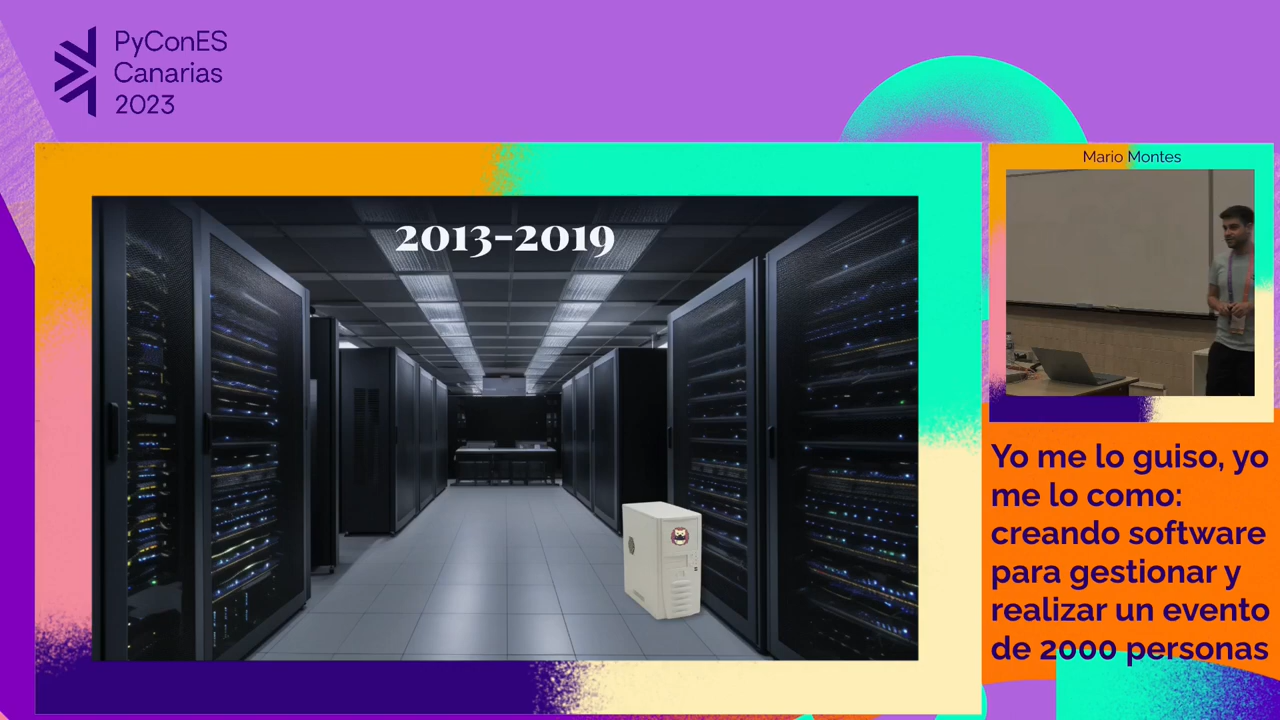 PyConES
Canarias
2023
2013-2019
Mario Montes
Yo me lo guiso, yo
me lo como:
creando software
para gestionar y
realizar un evento
de 2000 personas